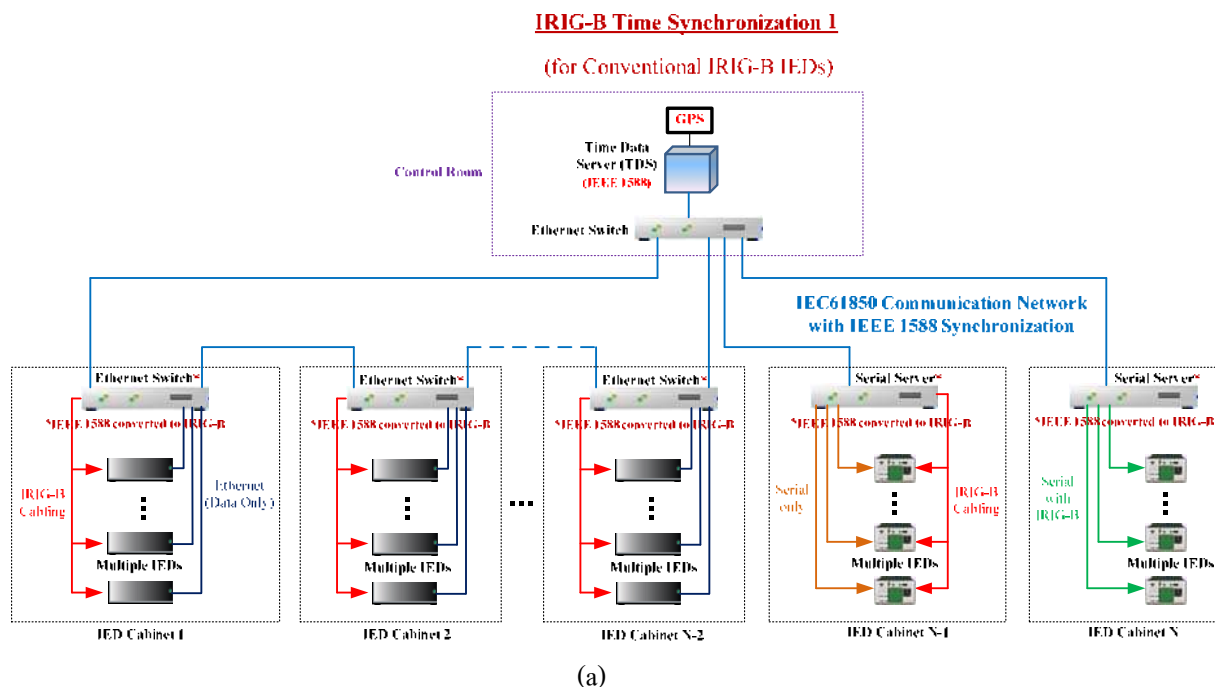 IRIG-B Time Synchronization 1
(for Conventional IRIG-B IEDs)
GPS
Time Data
Server (TDS)
(IEEE 1588)
Control Room
Ethernet Switch
IEC61850 Communication Network
with IEEE 1588 Synchronization
Ethernet Switch*
*IEEE 1588 converted to IRIG-B
IRIG-B
Cabling
Ethernet
(Data Only)
Multiple IEDs
IED Cabinet 1
Ethernet Switch*
*IEEE 1588 converted to IRIG-B
Multiple IEDs
IED Cabinet 2
Ethernet Switch*
*IEEE 1588 converted to IRIG-B
Multiple IEDs
IED Cabinet N-2
Serial Server*
*IEEE 1588 converted to IRIG-B
Serial
only
IRIG-B
Cabling
Multiple IEDs
IED Cabinet N-1
Serial Server*
*IEEE 1588 converted to IRIG-B
Serial
with
IRIG-B
Multiple IEDs
IED Cabinet N
(a)